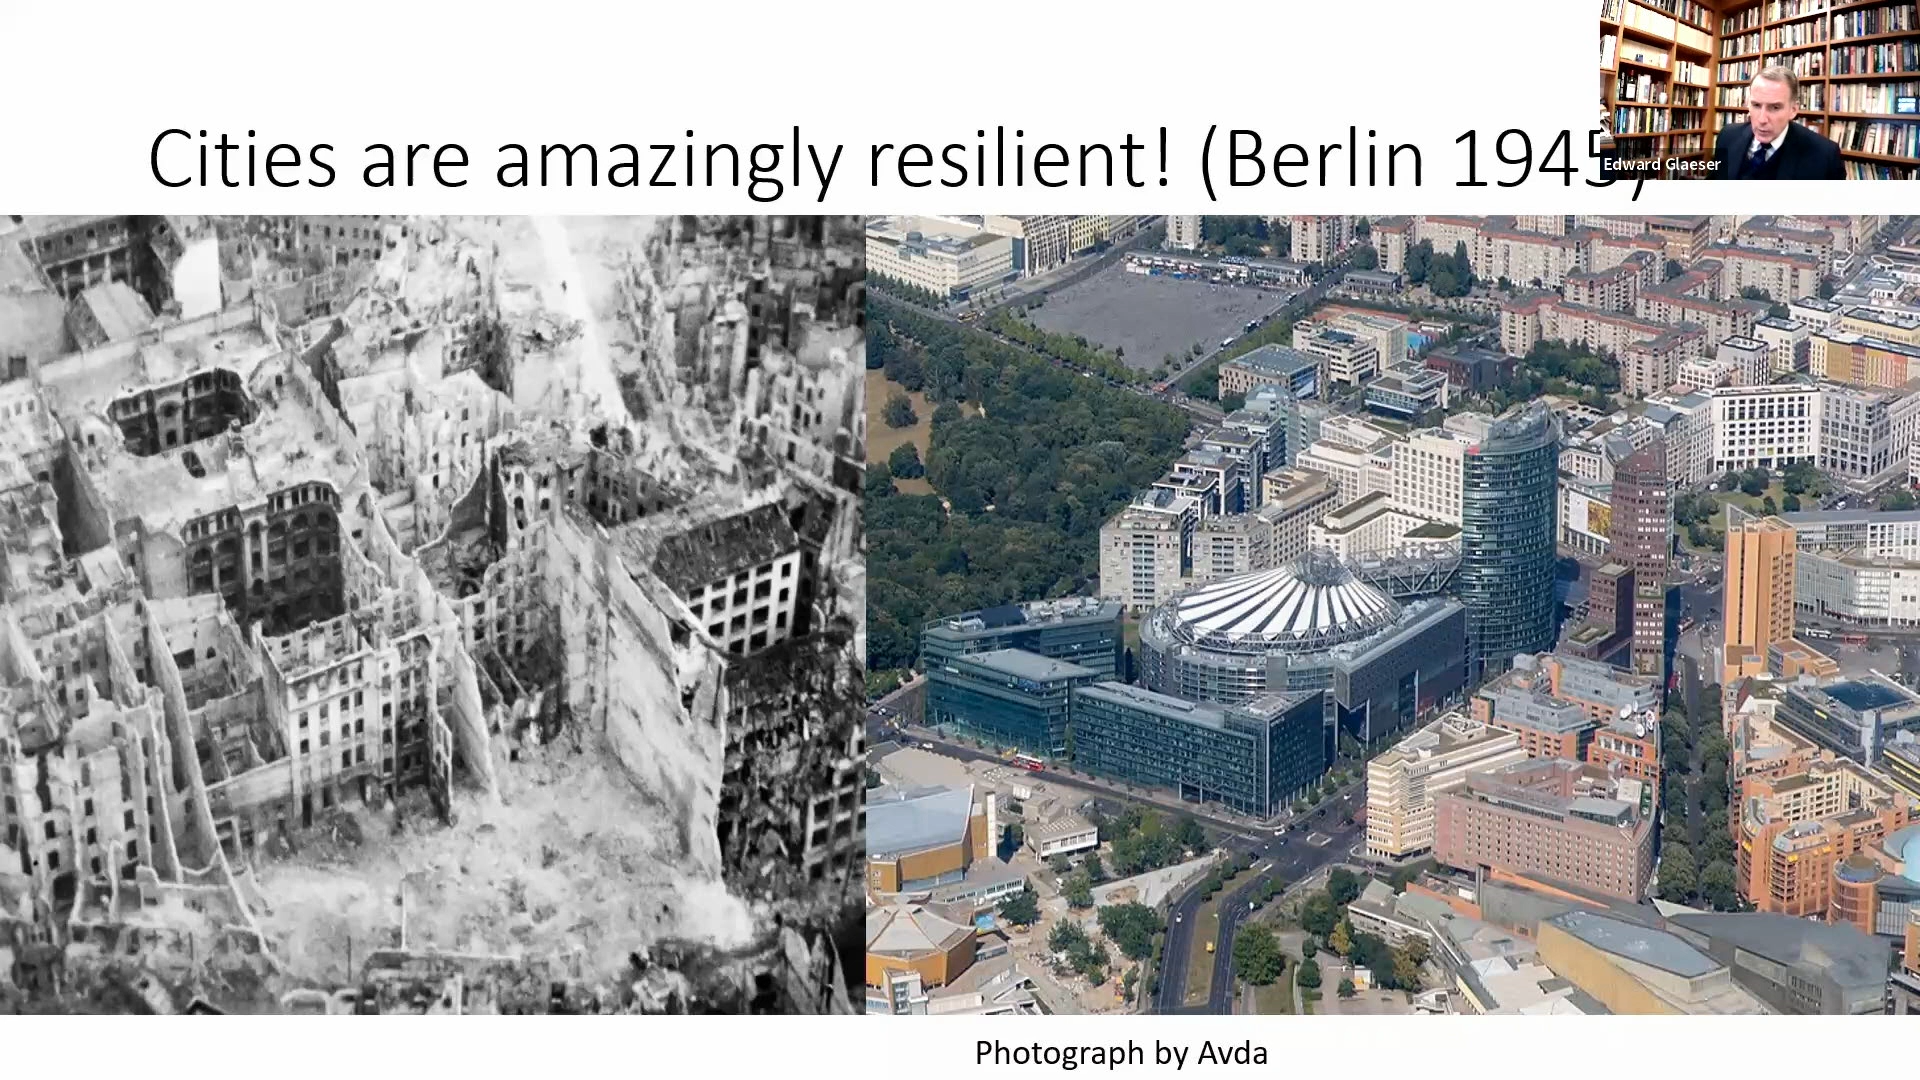 Cities are amazingly resilient! (Berlin 1945)
Edward Glaeser
Photograph by Avda